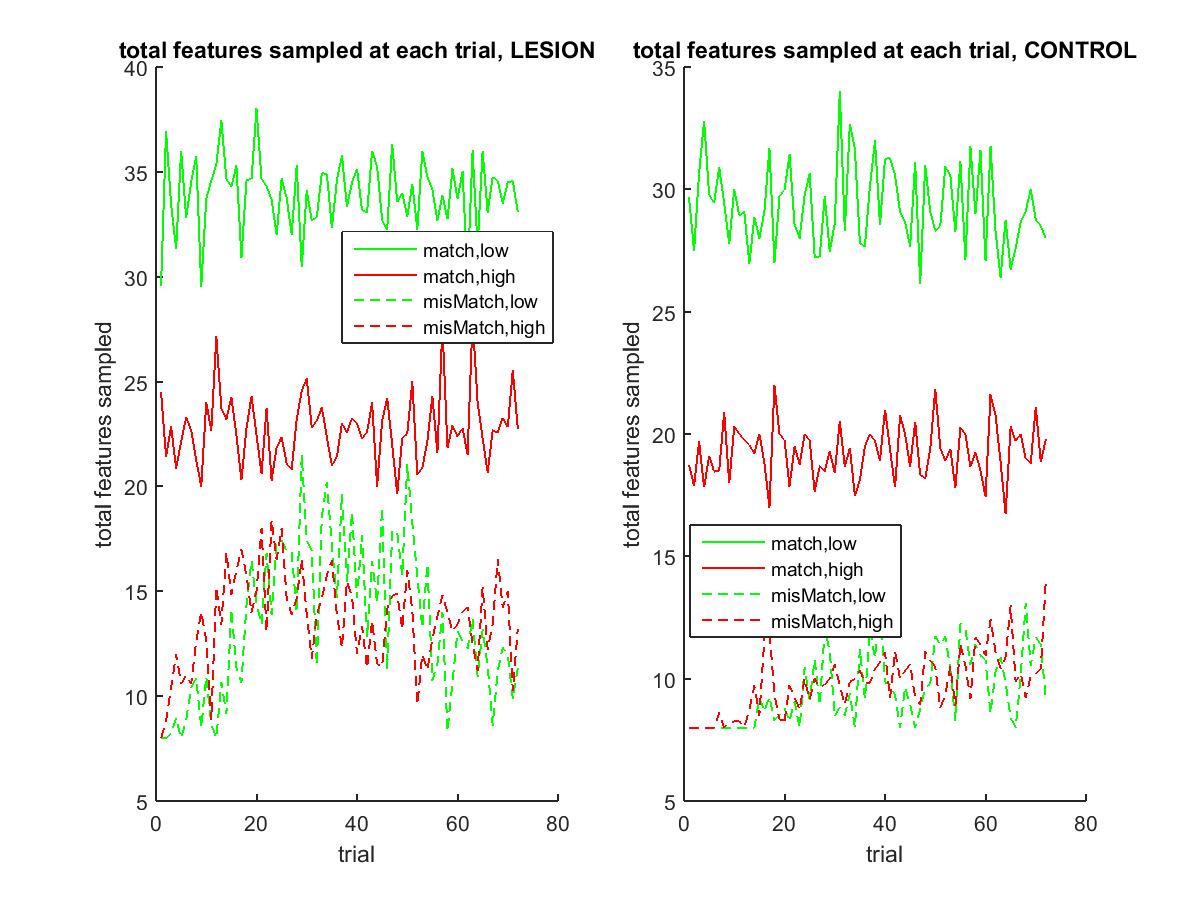 total features sampled at each trial, LESION
total features sampled
40
35
30
25
20
15
10
5
0
20
40
60
80
trial
match,low
match,high
misMatch,low
misMatch,high
total features sampled at each trial, CONTROL
total features sampled
35
30
25
20
15
10
5
0
20
40
60
80
trial
match,low
match,high
misMatch,low
misMatch,high